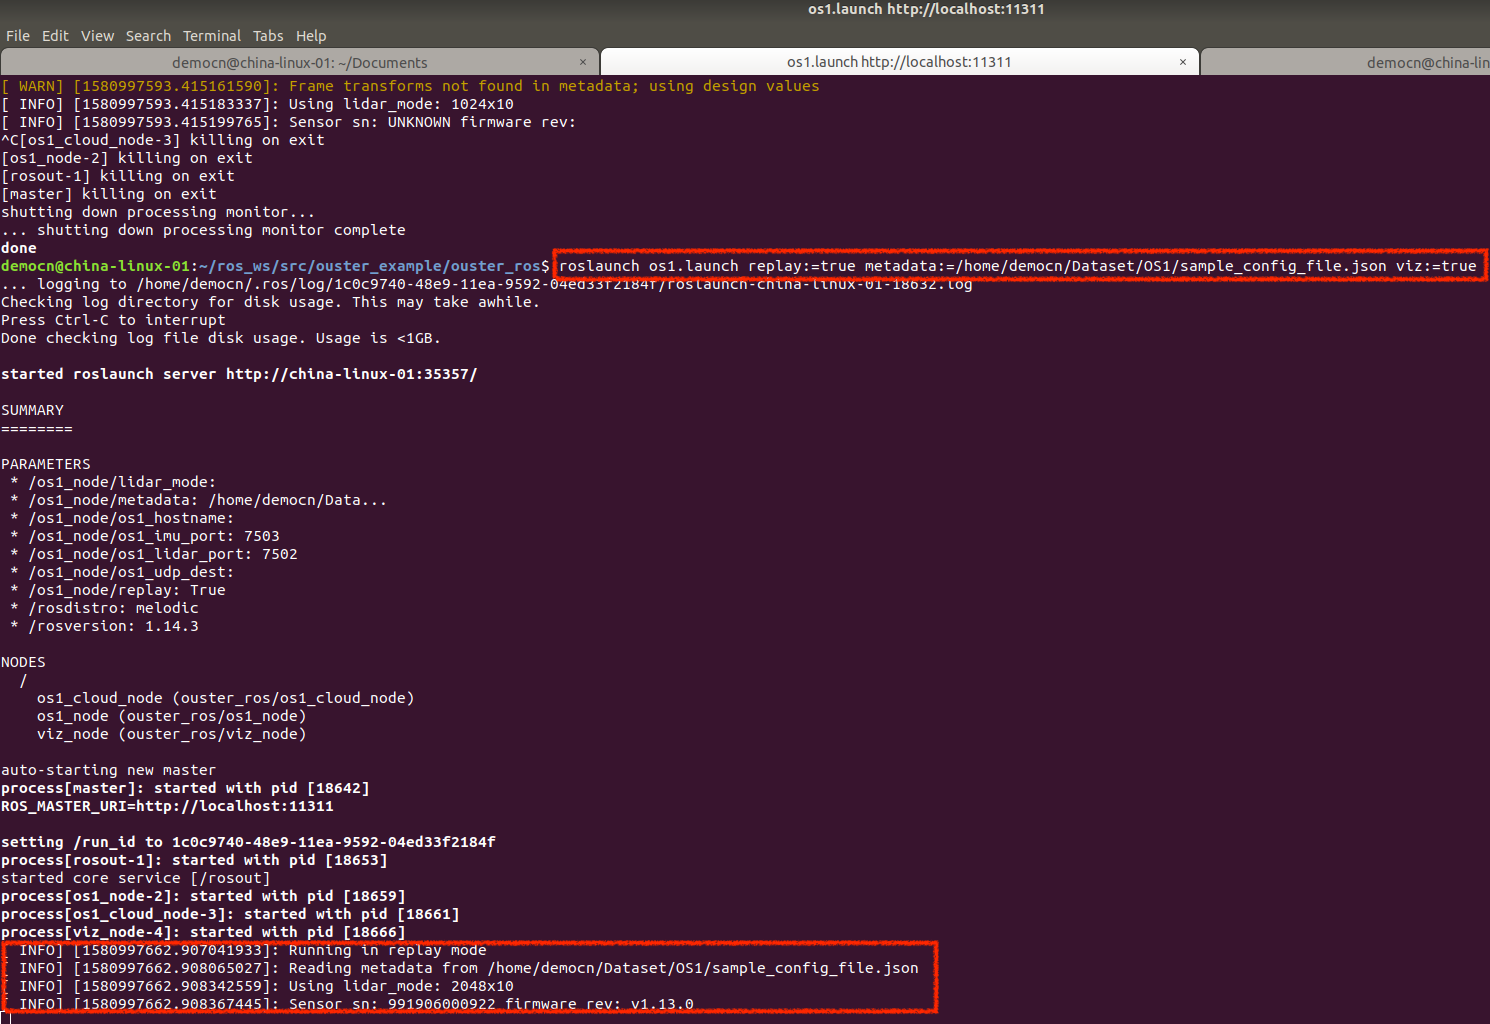 os1.launch http://localhost:11311
File Edit View Search Terminal Tabs Help
democn@china-linux-01: ~/Documents × os1.launch http://localhost:11311 × democn@china-lin
[ WARN] [1580997593.415161590]: Frame transforms not found in metadata; using design values
[ INFO] [1580997593.415183337]: Using lidar_mode: 1024x10
[ INFO] [1580997593.415199765]: Sensor sn: UNKNOWN firmware rev:
^C[os1_cloud_node-3] killing on exit
[os1_node-2] killing on exit
[rosout-1] killing on exit
[master] killing on exit
shutting down processing monitor...
... shutting down processing monitor complete
done
democn@china-linux-01:~/ros_ws/src/ouster_example/ouster_ros$ roslaunch os1.launch replay:=true metadata:=/home/democn/Dataset/OS1/sample_config_file.json viz:=true
... logging to /home/democn/.ros/log/1c0c9740-48e9-11ea-9592-04ed33f2184f/roslaunch-china-linux-01-18632.log
Checking log directory for disk usage. This may take awhile.
Press Ctrl-C to interrupt
Done checking log file disk usage. Usage is <1GB.
started roslaunch server http://china-linux-01:35357/
SUMMARY
========
PARAMETERS
* /os1_node/lidar_mode:
* /os1_node/metadata: /home/democn/Data...
* /os1_node/os1_hostname:
* /os1_node/os1_imu_port: 7503
* /os1_node/os1_lidar_port: 7502
* /os1_node/os1_udp_dest:
* /os1_node/replay: True
* /rosdistro: melodic
* /rosversion: 1.14.3
NODES
/
os1_cloud_node (ouster_ros/os1_cloud_node)
os1_node (ouster_ros/os1_node)
viz_node (ouster_ros/viz_node)
auto-starting new master
process[master]: started with pid [18642]
ROS_MASTER_URI=http://localhost:11311
setting /run_id to 1c0c9740-48e9-11ea-9592-04ed33f2184f
process[rosout-1]: started with pid [18653]
started core service [/rosout]
process[os1_node-2]: started with pid [18659]
process[os1_cloud_node-3]: started with pid [18661]
process[viz_node-4]: started with pid [18666]
[ INFO] [1580997662.907041933]: Running in replay mode
[ INFO] [1580997662.908065027]: Reading metadata from /home/democn/Dataset/OS1/sample_config_file.json
[ INFO] [1580997662.908342559]: Using lidar_mode: 2048x10
[ INFO] [1580997662.908367445]: Sensor sn: 991906000922 firmware rev: v1.13.0